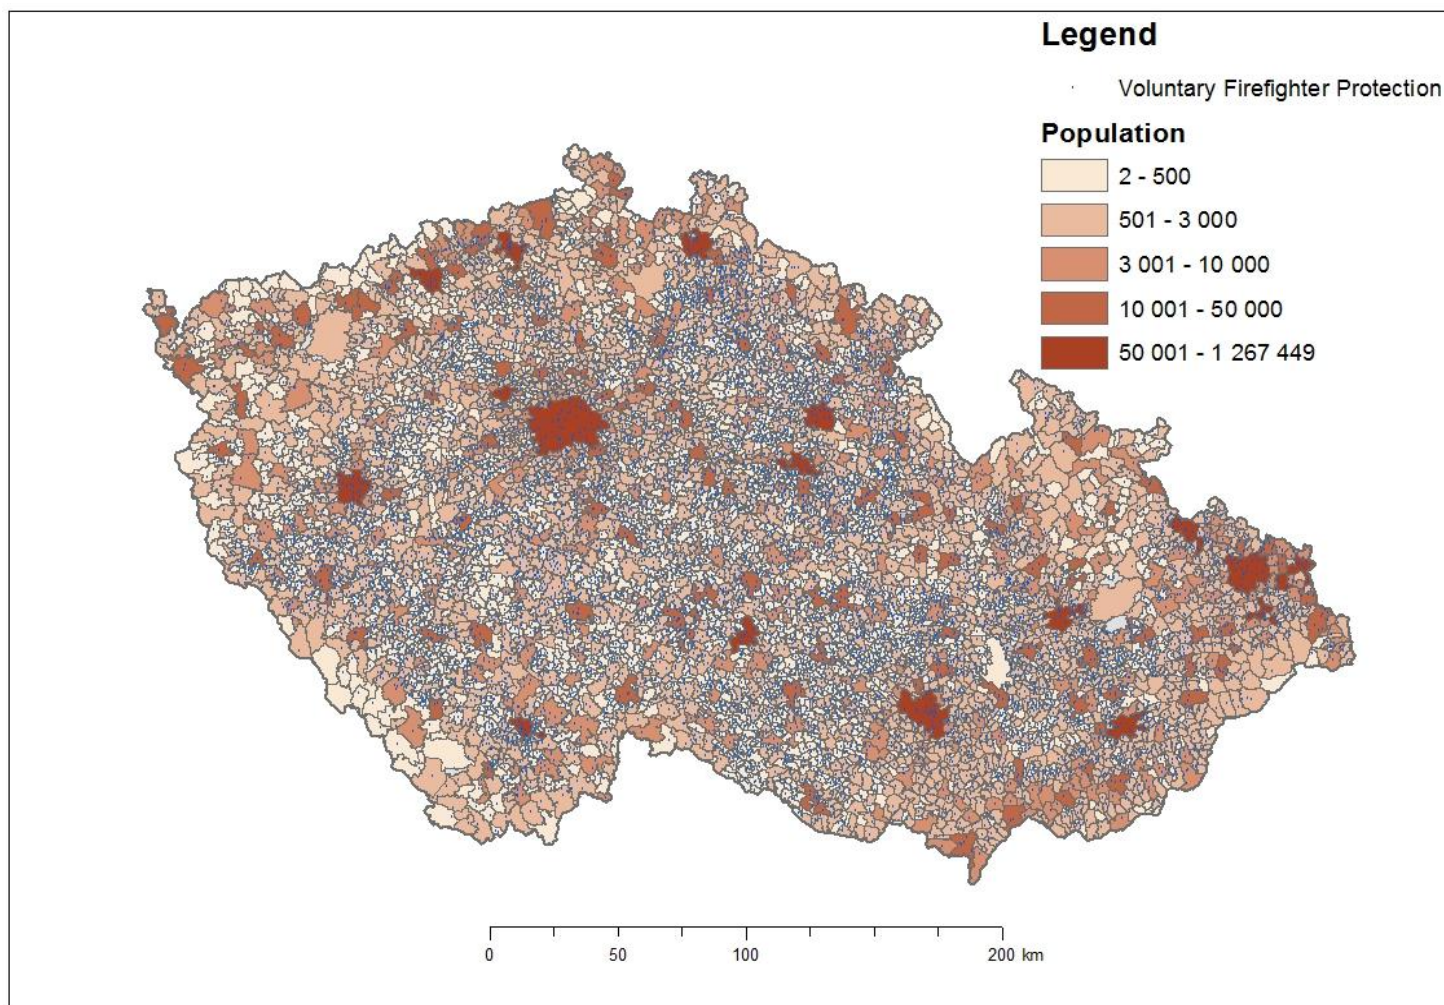 Legend
Voluntary Firefighter Protection
Population
2 - 500
501 - 3 000
3 001 - 10 000
10 001 - 50 000
50 001 - 1 267 449
0 50 100 200 km